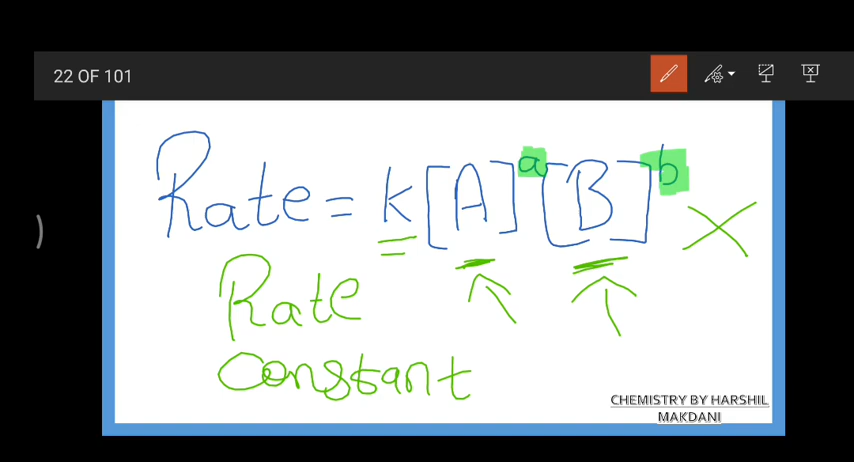 22 OF 101
Rate = k[A]^a [B]^b
Rate
Constant
CHEMISTRY BY HARSHIL
MAKDANI